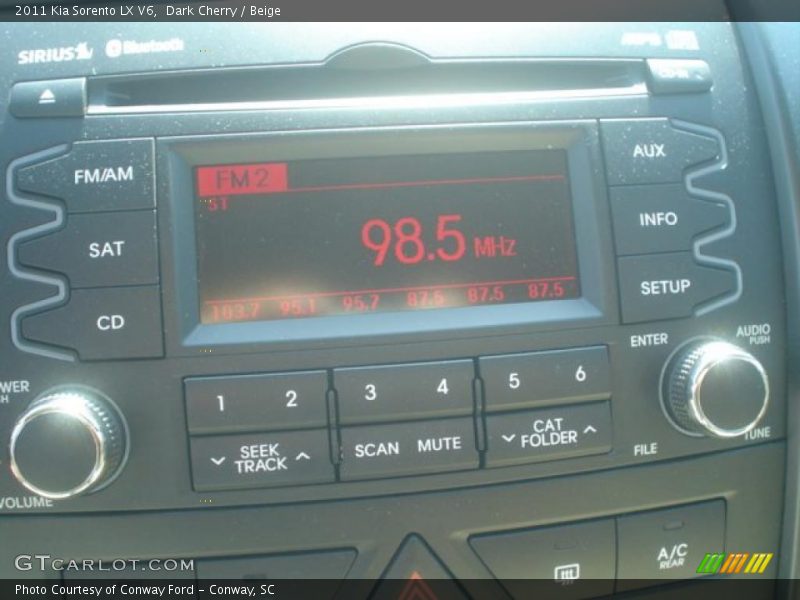 2011 Kia Sorento LX V6, Dark Cherry / Beige
SIRIUS Bluetooth
FM/AM
SAT
CD
FM 2
ST
98.5 MHz
103.7 95.1 95.7 87.5 87.5 87.5
AUX
INFO
SETUP
ENTER
AUDIO
PUSH
1 2 3 4 5 6
SEEK
TRACK
SCAN MUTE
CAT
FOLDER
FILE
TUNE
VOLUME
A/C
REAR
GTCARLOT.COM
Photo Courtesy of Conway Ford - Conway, SC